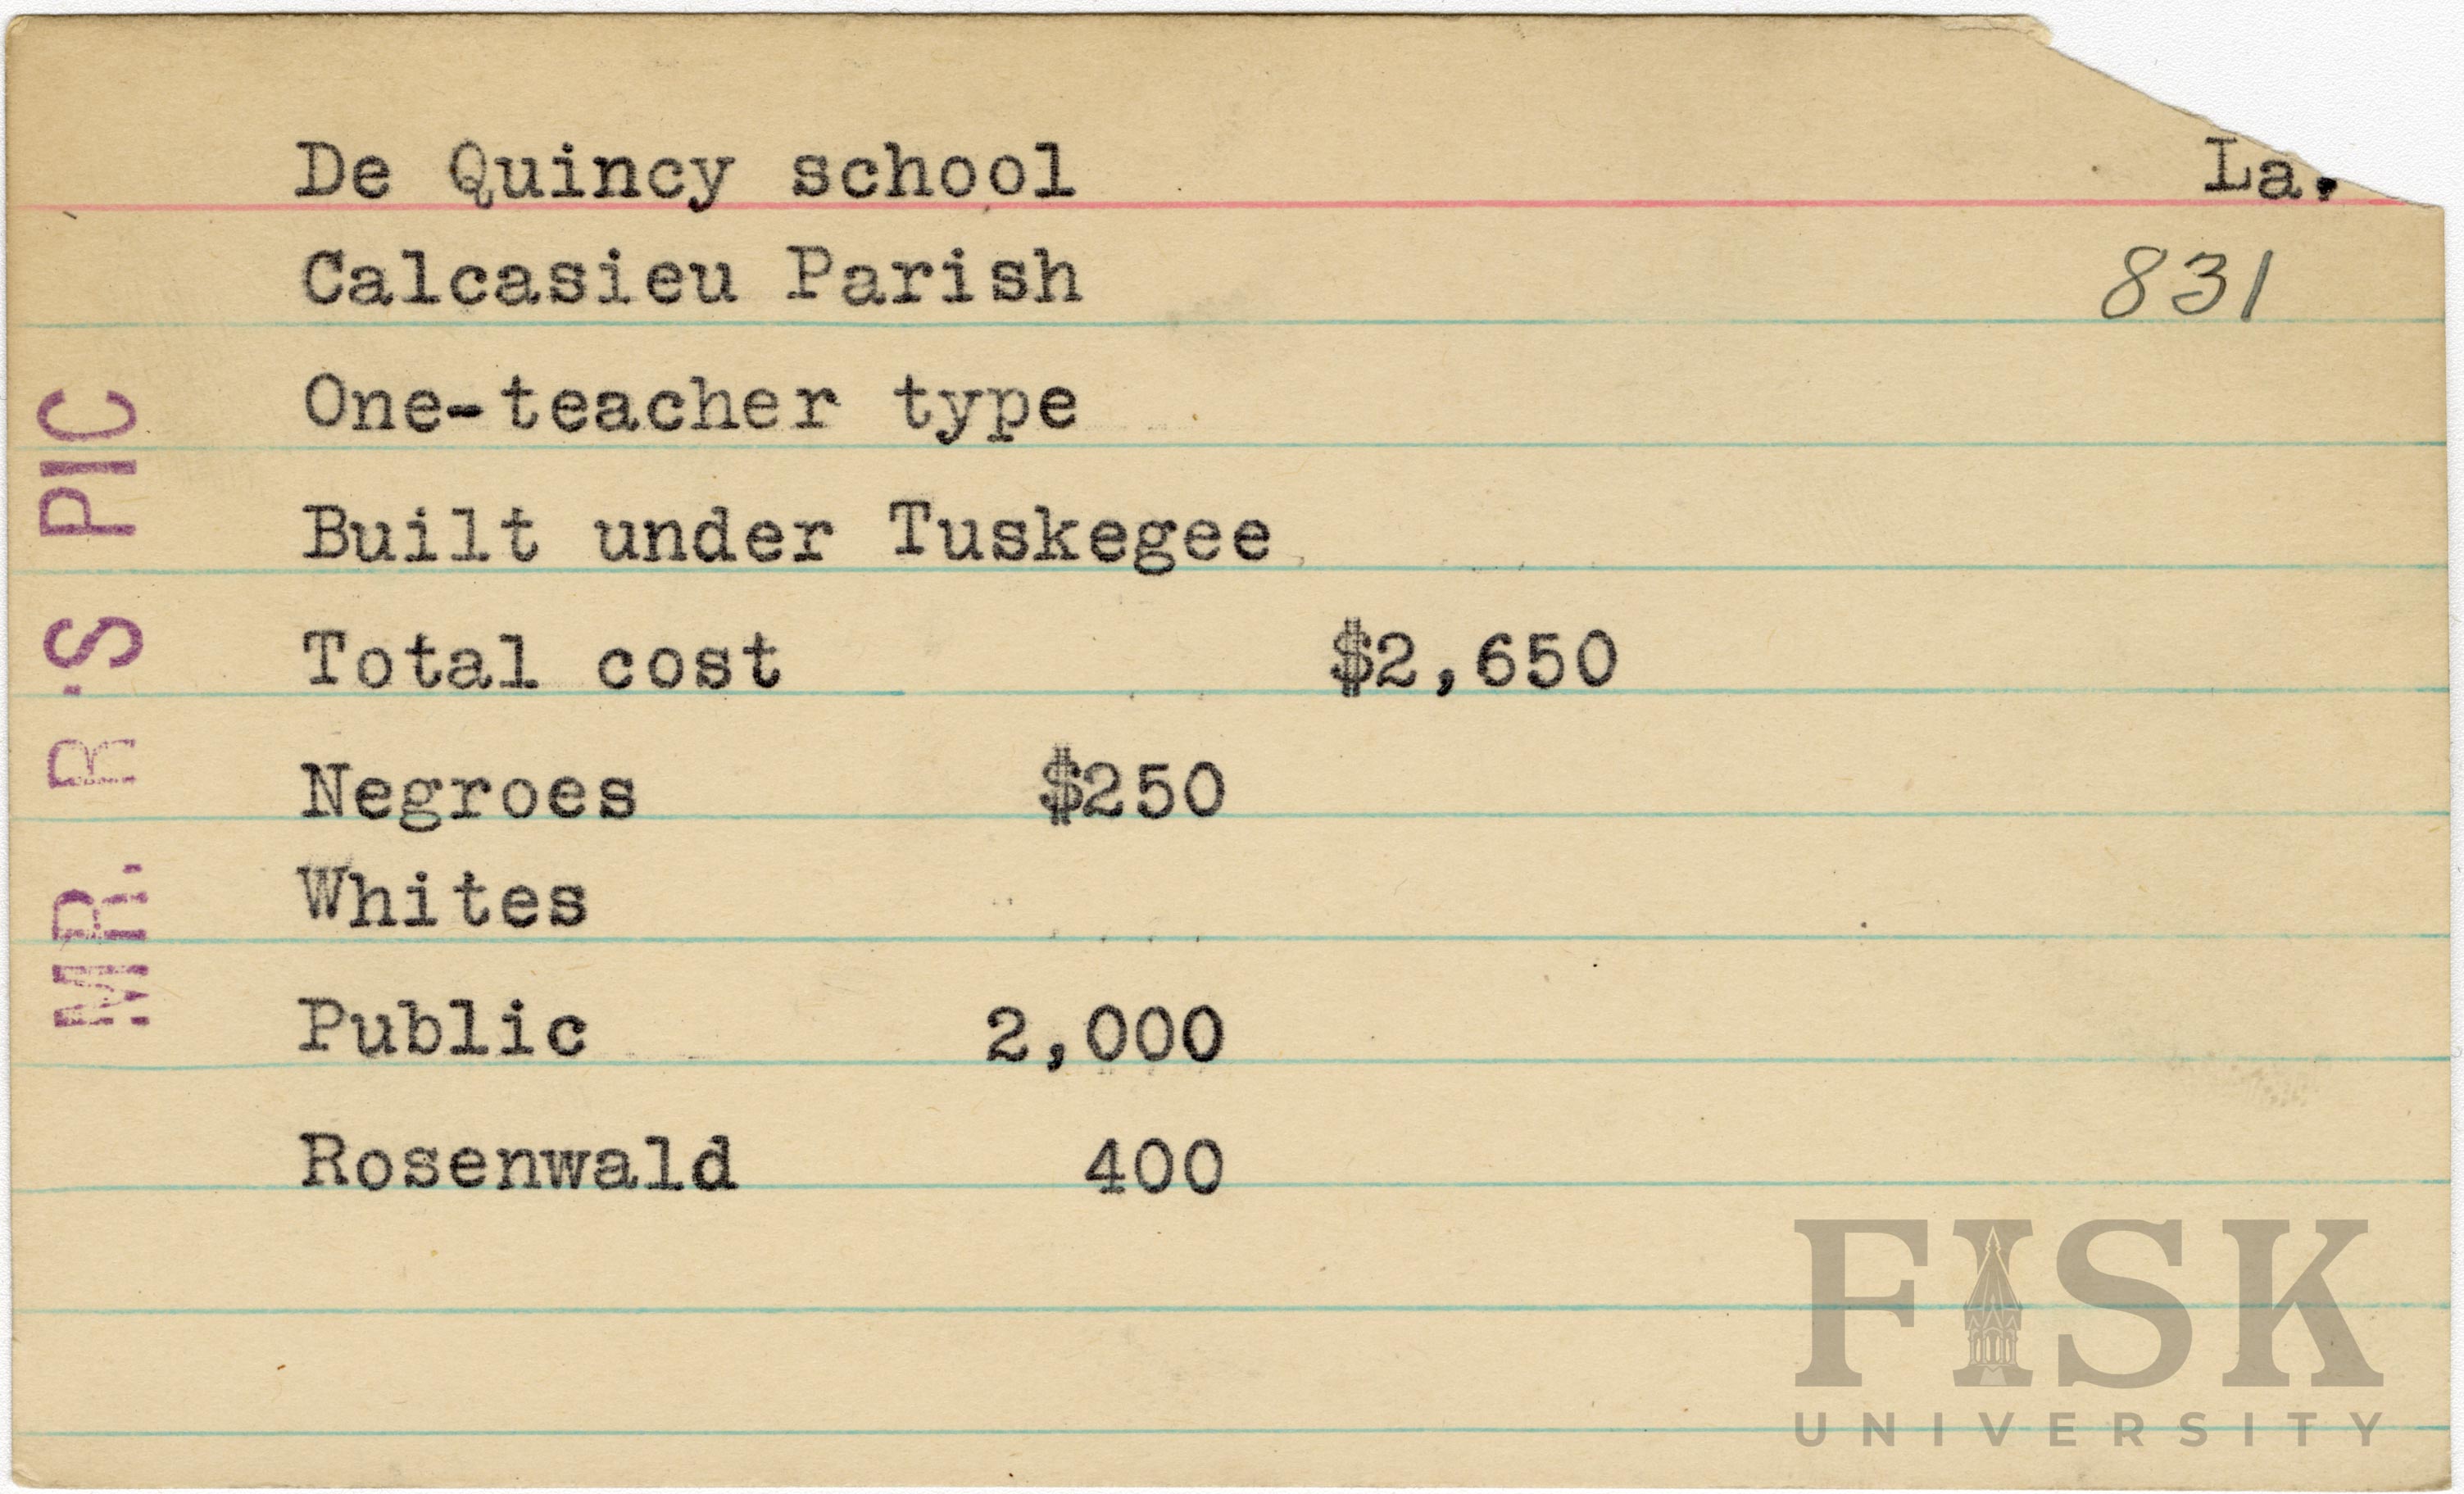 De Quincy school La.
Calcasieu Parish 831
One-teacher type
Built under Tuskegee
Total cost $2,650
Negroes $250
Whites
Public 2,000
Rosenwald 400
MR. R'S PIC
FISK
UNIVERSITY